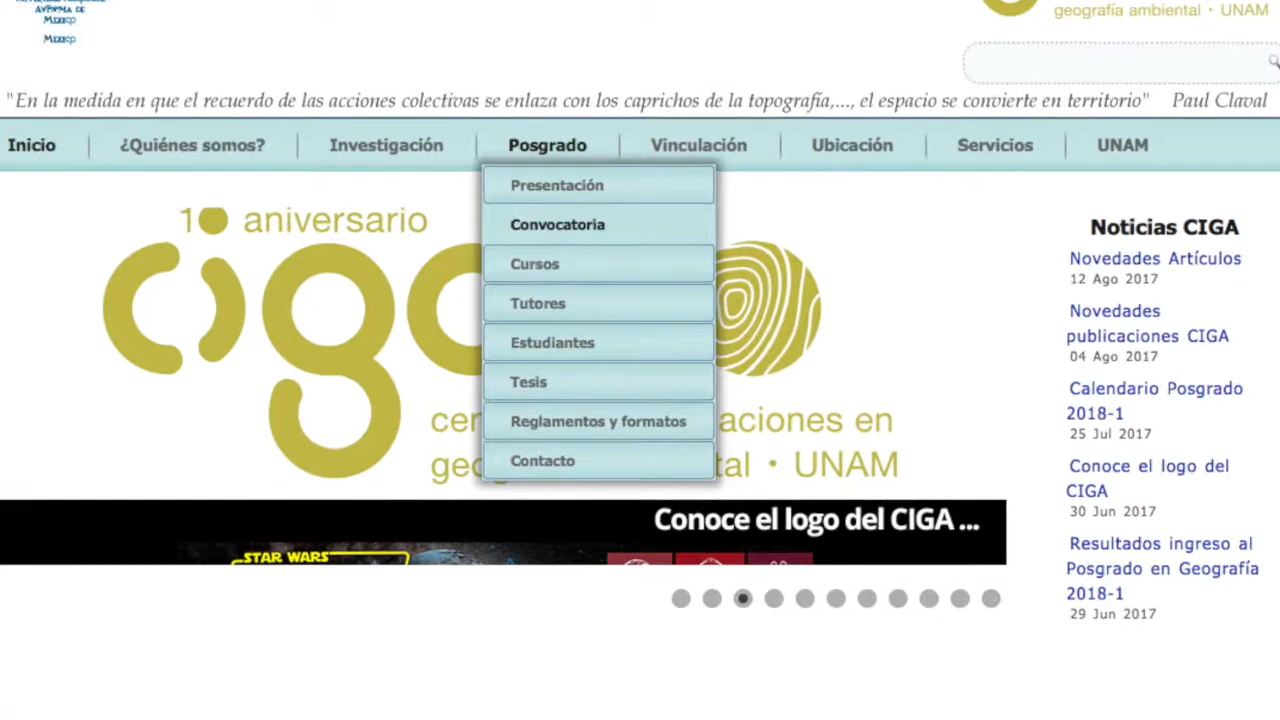 AVTÓNOMA DE
MEXICO
geografía ambiental • UNAM
"En la medida en que el recuerdo de las acciones colectivas se enlaza con los caprichos de la topografía,..., el espacio se convierte en territorio" Paul Claval
Inicio
¿Quiénes somos?
Investigación
Posgrado
Vinculación
Ubicación
Servicios
UNAM
Presentación
Convocatoria
Cursos
Tutores
Estudiantes
Tesis
Reglamentos y formatos
Contacto
10 aniversario
ciga
cen aciones en
geo tal • UNAM
Conoce el logo del CIGA ...
STAR WARS
Noticias CIGA
Novedades Artículos
12 Ago 2017
Novedades
publicaciones CIGA
04 Ago 2017
Calendario Posgrado
2018-1
25 Jul 2017
Conoce el logo del
CIGA
30 Jun 2017
Resultados ingreso al
Posgrado en Geografía
2018-1
29 Jun 2017